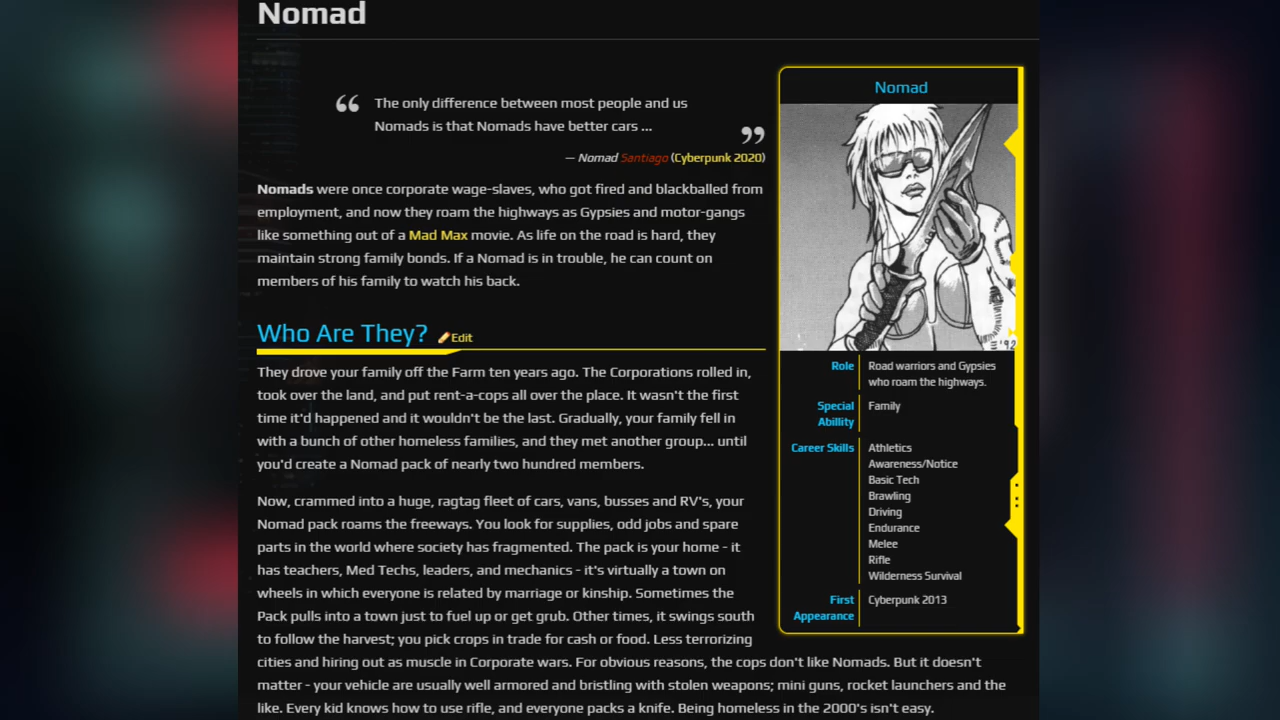 Nomad
The only difference between most people and us
Nomads is that Nomads have better cars ...
— Nomad Santiago (Cyberpunk 2020)
Nomads were once corporate wage-slaves, who got fired and blackballed from
employment, and now they roam the highways as Gypsies and motor-gangs
like something out of a Mad Max movie. As life on the road is hard, they
maintain strong family bonds. If a Nomad is in trouble, he can count on
members of his family to watch his back.
Who Are They? Edit
They drove your family off the Farm ten years ago. The Corporations rolled in,
took over the land, and put rent-a-cops all over the place. It wasn't the first
time it'd happened and it wouldn't be the last. Gradually, your family fell in
with a bunch of other homeless families, and they met another group... until
you'd create a Nomad pack of nearly two hundred members.
Now, crammed into a huge, ragtag fleet of cars, vans, busses and RV's, your
Nomad pack roams the freeways. You look for supplies, odd jobs and spare
parts in the world where society has fragmented. The pack is your home - it
has teachers, Med Techs, leaders, and mechanics - it's virtually a town on
wheels in which everyone is related by marriage or kinship. Sometimes the
Pack pulls into a town just to fuel up or get grub. Other times, it swings south
to follow the harvest; you pick crops in trade for cash or food. Less terrorizing
cities and hiring out as muscle in Corporate wars. For obvious reasons, the cops don't like Nomads. But it doesn't
matter - your vehicle are usually well armored and bristling with stolen weapons; mini guns, rocket launchers and the
like. Every kid knows how to use rifle, and everyone packs a knife. Being homeless in the 2000's isn't easy.
Nomad
'92
Role Road warriors and Gypsies
who roam the highways.
Special Family
Abillity
Career Skills Athletics
Awareness/Notice
Basic Tech
Brawling
Driving
Endurance
Melee
Rifle
Wilderness Survival
First Cyberpunk 2013
Appearance